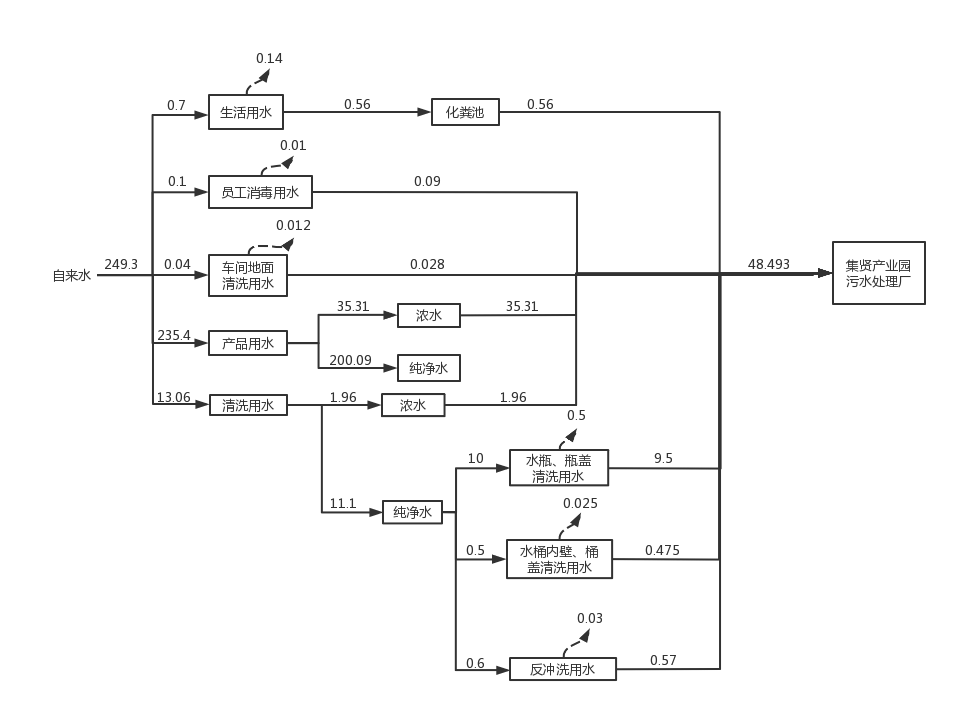 0.14
0.7
生活用水
0.56
化粪池
0.56
0.01
0.1
员工消毒用水
0.09
0.012
自来水
249.3
0.04
车间地面
清洗用水
0.028
48.493
集贤产业园
污水处理厂
35.31
浓水
35.31
235.4
产品用水
200.09
纯净水
13.06
清洗用水
1.96
浓水
1.96
0.5
10
水瓶、瓶盖
清洗用水
9.5
11.1
纯净水
0.025
0.5
水桶内壁、桶
盖清洗用水
0.475
0.03
0.6
反冲洗用水
0.57